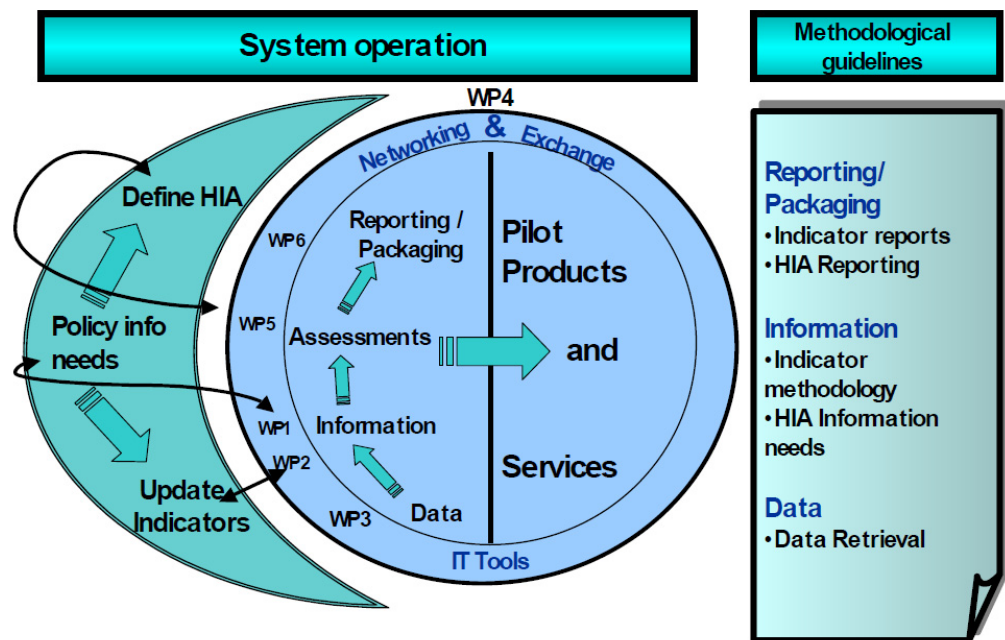 System operation
Methodological
guidelines
WP4
Networking & Exchange
Define HIA
WP6
Reporting /
Packaging
Pilot
Products
Policy info
needs
WP5
Assessments
and
WP1
Information
WP2
Services
Update
Indicators
WP3
Data
IT Tools
Reporting/
Packaging
•Indicator reports
•HIA Reporting
Information
•Indicator
methodology
•HIA Information
needs
Data
•Data Retrieval